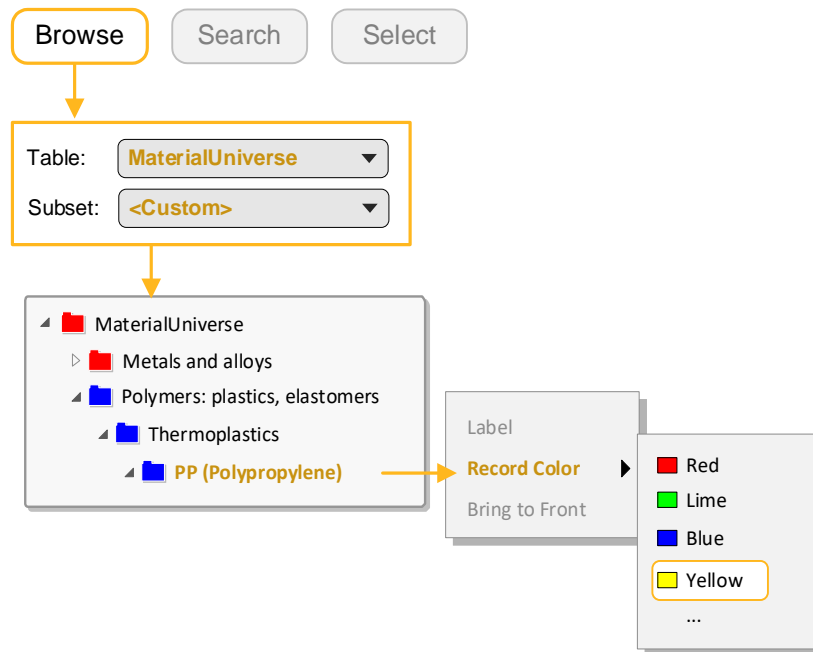 Browse Search Select
Table: MaterialUniverse
Subset: <Custom>
MaterialUniverse
Metals and alloys
Polymers: plastics, elastomers
Thermoplastics
PP (Polypropylene)
Label
Record Color
Bring to Front
Red
Lime
Blue
Yellow
...